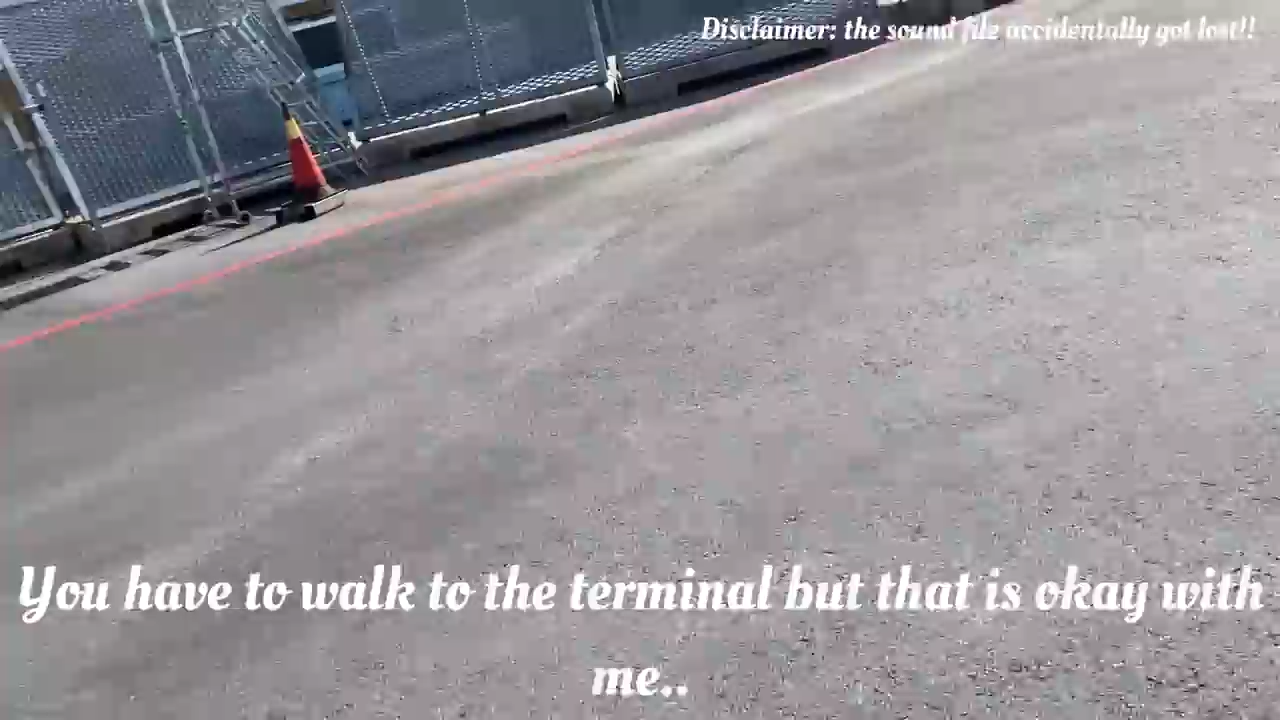 Disclaimer: the sound file accidentally got lost!!
You have to walk to the terminal but that is okay with
me..